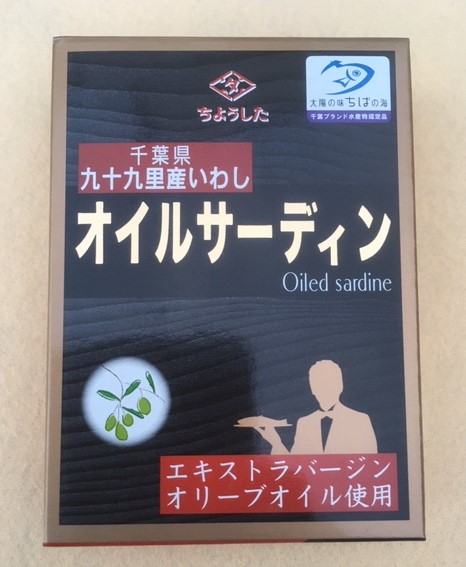 タ
ちょうした
太陽の味 ちばの海
千葉ブランド水産物認定品
千葉県
九十九里産いわし
オイルサーディン
Oiled sardine
エキストラバージン
オリーブオイル使用